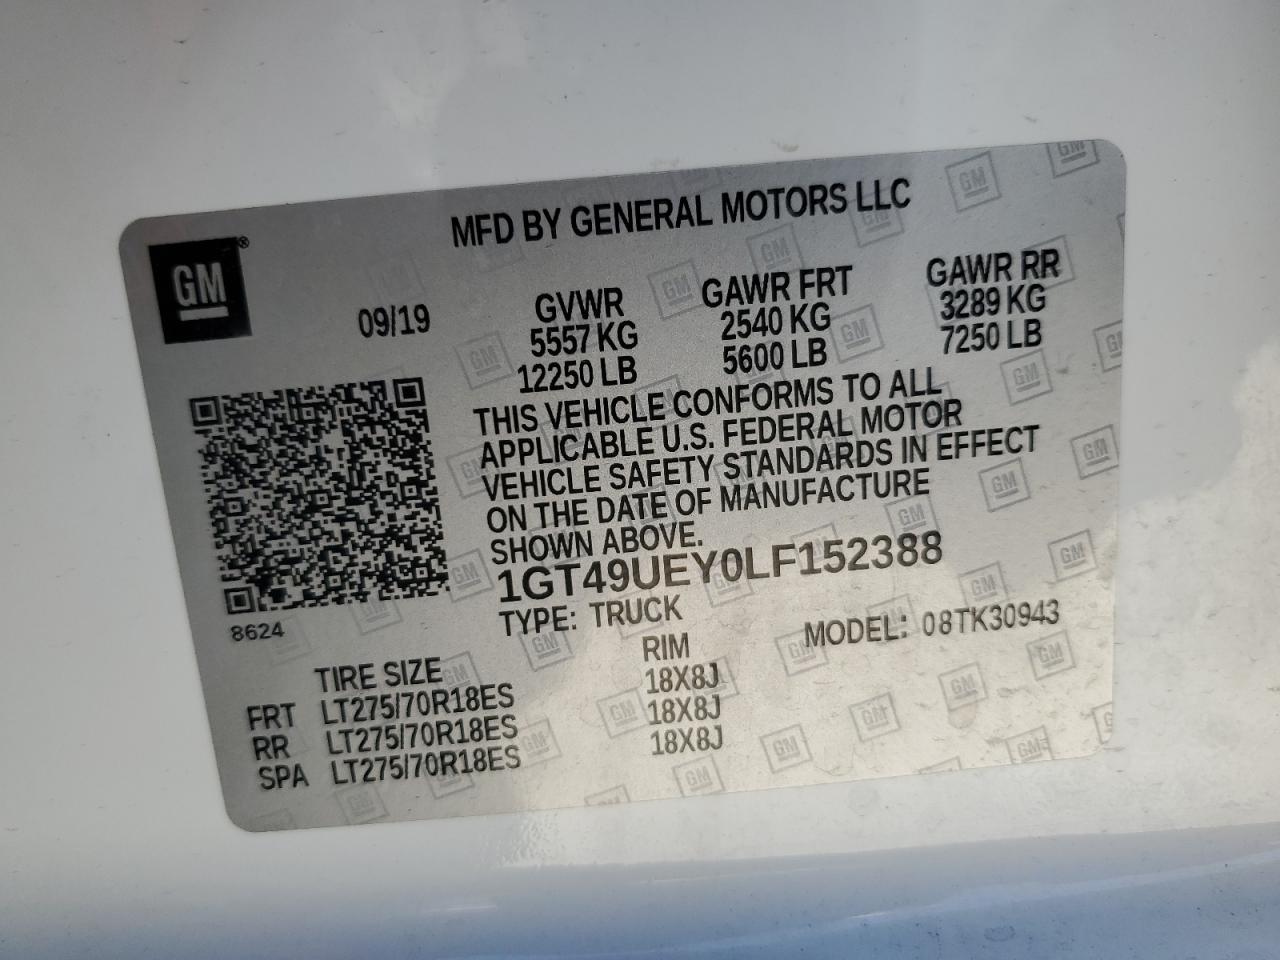 MFD BY GENERAL MOTORS LLC
GM®
09/19
GVWR
5557 KG
12250 LB
GAWR FRT
2540 KG
5600 LB
GAWR RR
3289 KG
7250 LB
THIS VEHICLE CONFORMS TO ALL
APPLICABLE U.S. FEDERAL MOTOR
VEHICLE SAFETY STANDARDS IN EFFECT
ON THE DATE OF MANUFACTURE
SHOWN ABOVE.
1GT49UEY0LF152388
8624
TYPE: TRUCK
MODEL: 08TK30943
TIRE SIZE RIM
FRT LT275/70R18ES 18X8J
RR LT275/70R18ES 18X8J
SPA LT275/70R18ES 18X8J